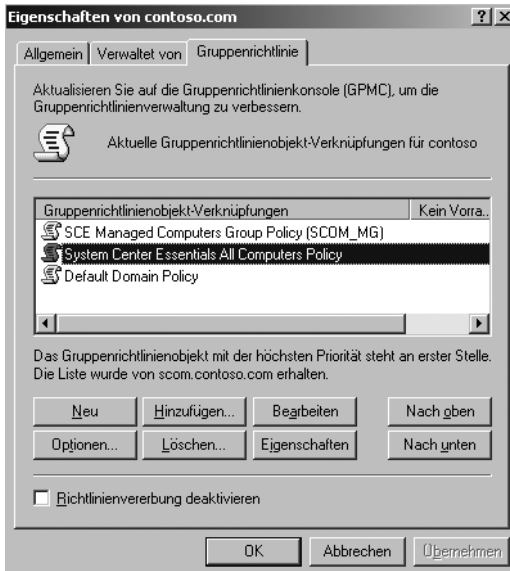 Eigenschaften von contoso.com
Allgemein Verwaltet von Gruppenrichtlinie
Aktualisieren Sie auf die Gruppenrichtlinienkonsole (GPMC), um die
Gruppenrichtlinienverwaltung zu verbessern.
Aktuelle Gruppenrichtlinienobjekt-Verknüpfungen für contoso
Gruppenrichtlinienobjekt-Verknüpfungen Kein Vorra..
SCE Managed Computers Group Policy (SCOM_MG)
System Center Essentials All Computers Policy
Default Domain Policy
Das Gruppenrichtlinienobjekt mit der höchsten Priorität steht an erster Stelle.
Die Liste wurde von scom.contoso.com erhalten.
Neu Hinzufügen... Bearbeiten Nach oben
Optionen... Löschen... Eigenschaften Nach unten
Richtlinienvererbung deaktivieren
OK Abbrechen Übernehmen